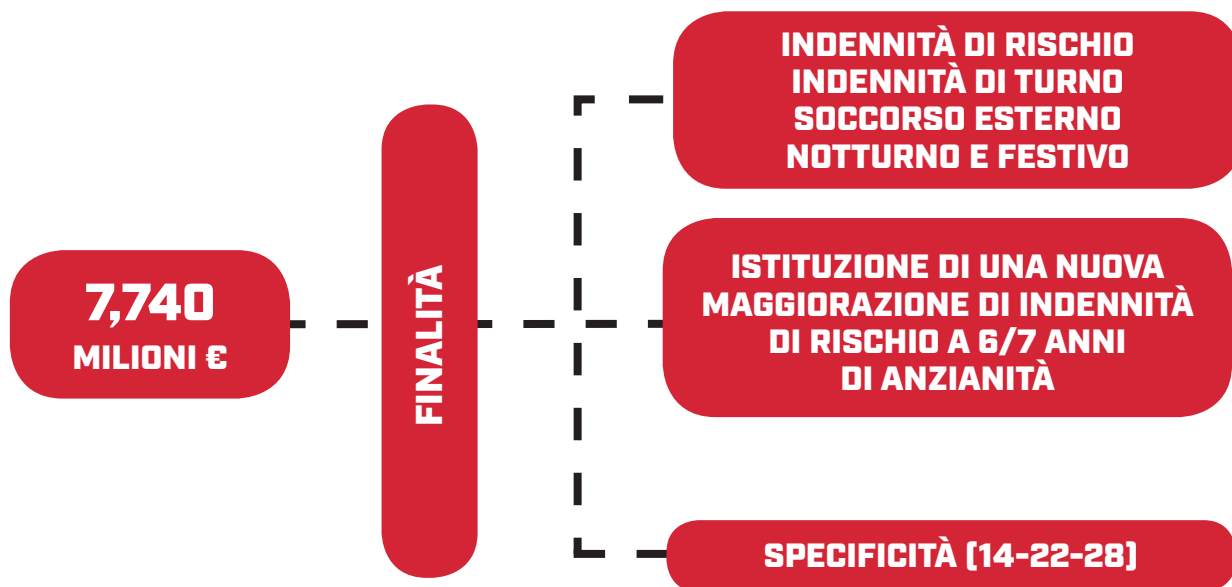 7,740
MILIONI €
FINALITÀ
INDENNITÀ DI RISCHIO
INDENNITÀ DI TURNO
SOCCORSO ESTERNO
NOTTURNO E FESTIVO
ISTITUZIONE DI UNA NUOVA
MAGGIORAZIONE DI INDENNITÀ
DI RISCHIO A 6/7 ANNI
DI ANZIANITÀ
SPECIFICITÀ (14-22-28)